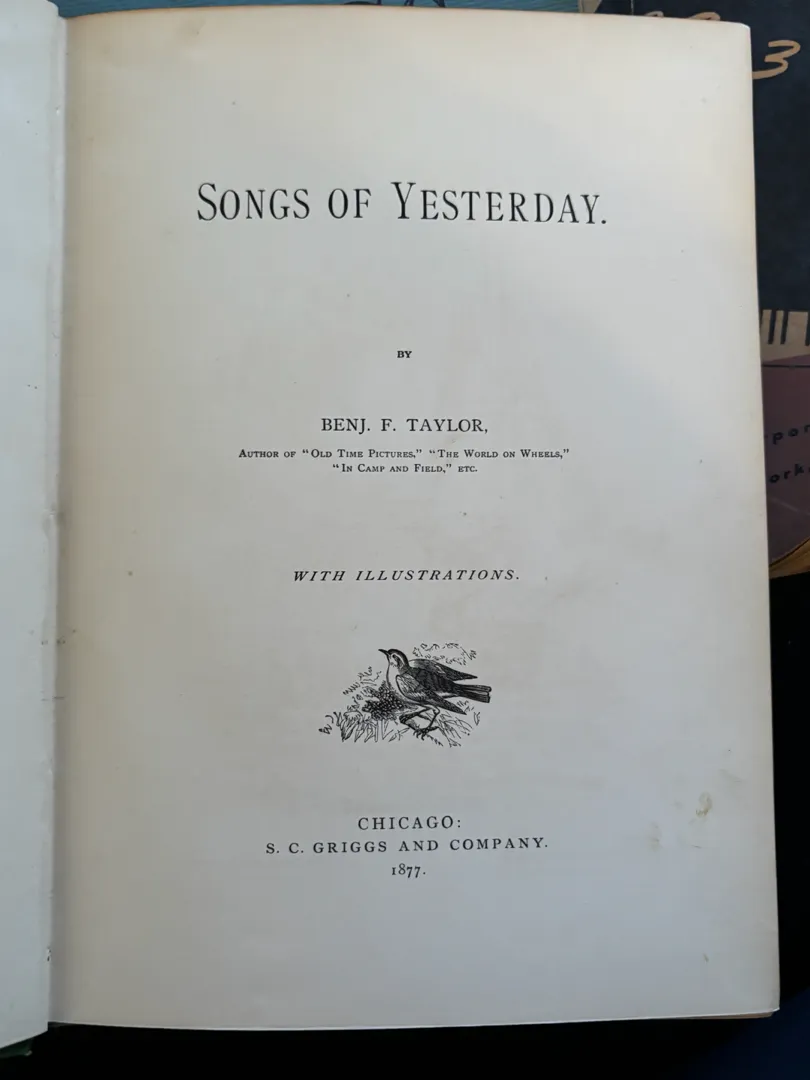 SONGS OF YESTERDAY.
BY
BENJ. F. TAYLOR,
AUTHOR OF "OLD TIME PICTURES," "THE WORLD ON WHEELS,"
"IN CAMP AND FIELD," ETC.
WITH ILLUSTRATIONS.
CHICAGO:
S. C. GRIGGS AND COMPANY.
1877.
3